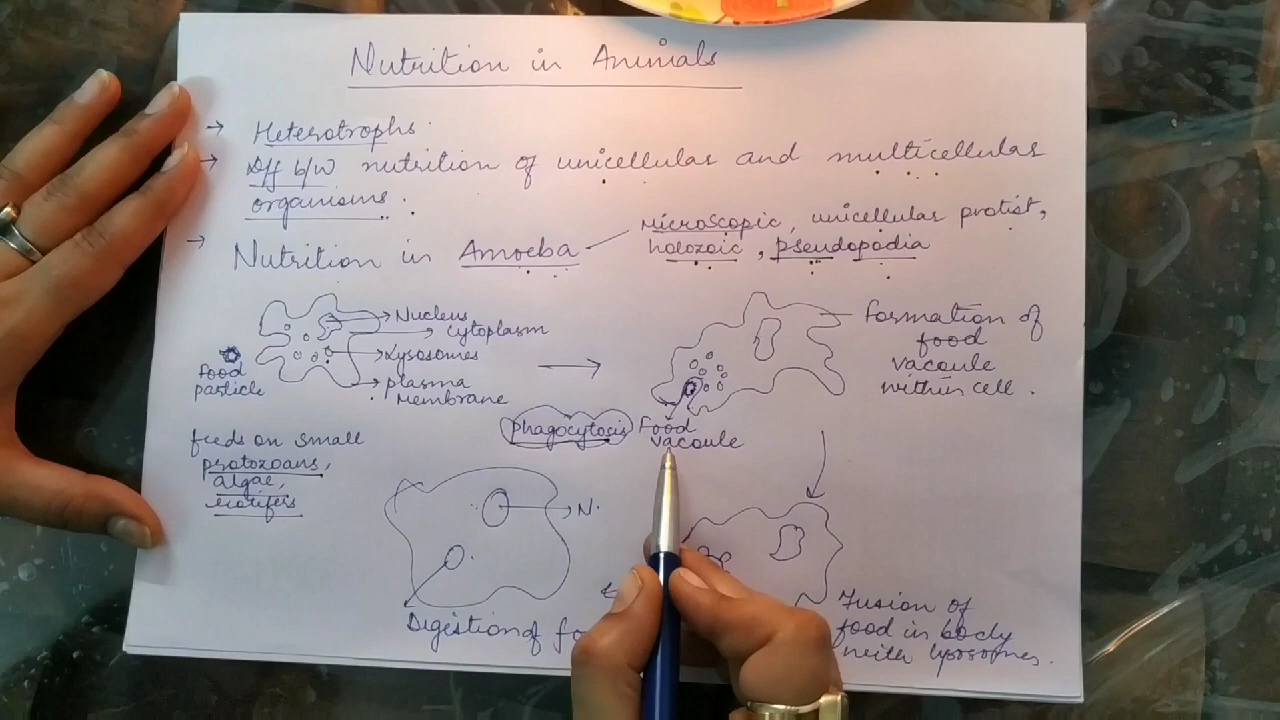 Nutrition in Animals
→ Heterotrophs.
→ Diff b/w nutrition of unicellular and multicellular
organisms.
→ Nutrition in Amoeba
Microscopic, unicellular protist,
holozoic, pseudopodia
Nucleus
Cytoplasm
Lysosomes
plasma
Membrane
Food
particle
Formation of
food
vacoule
within cell.
phagocytocis
Food
vacoule
feeds on small
protozoans,
algae,
rotifers
N.
Digestion of
Fusion of
food in body
with lysosomes.